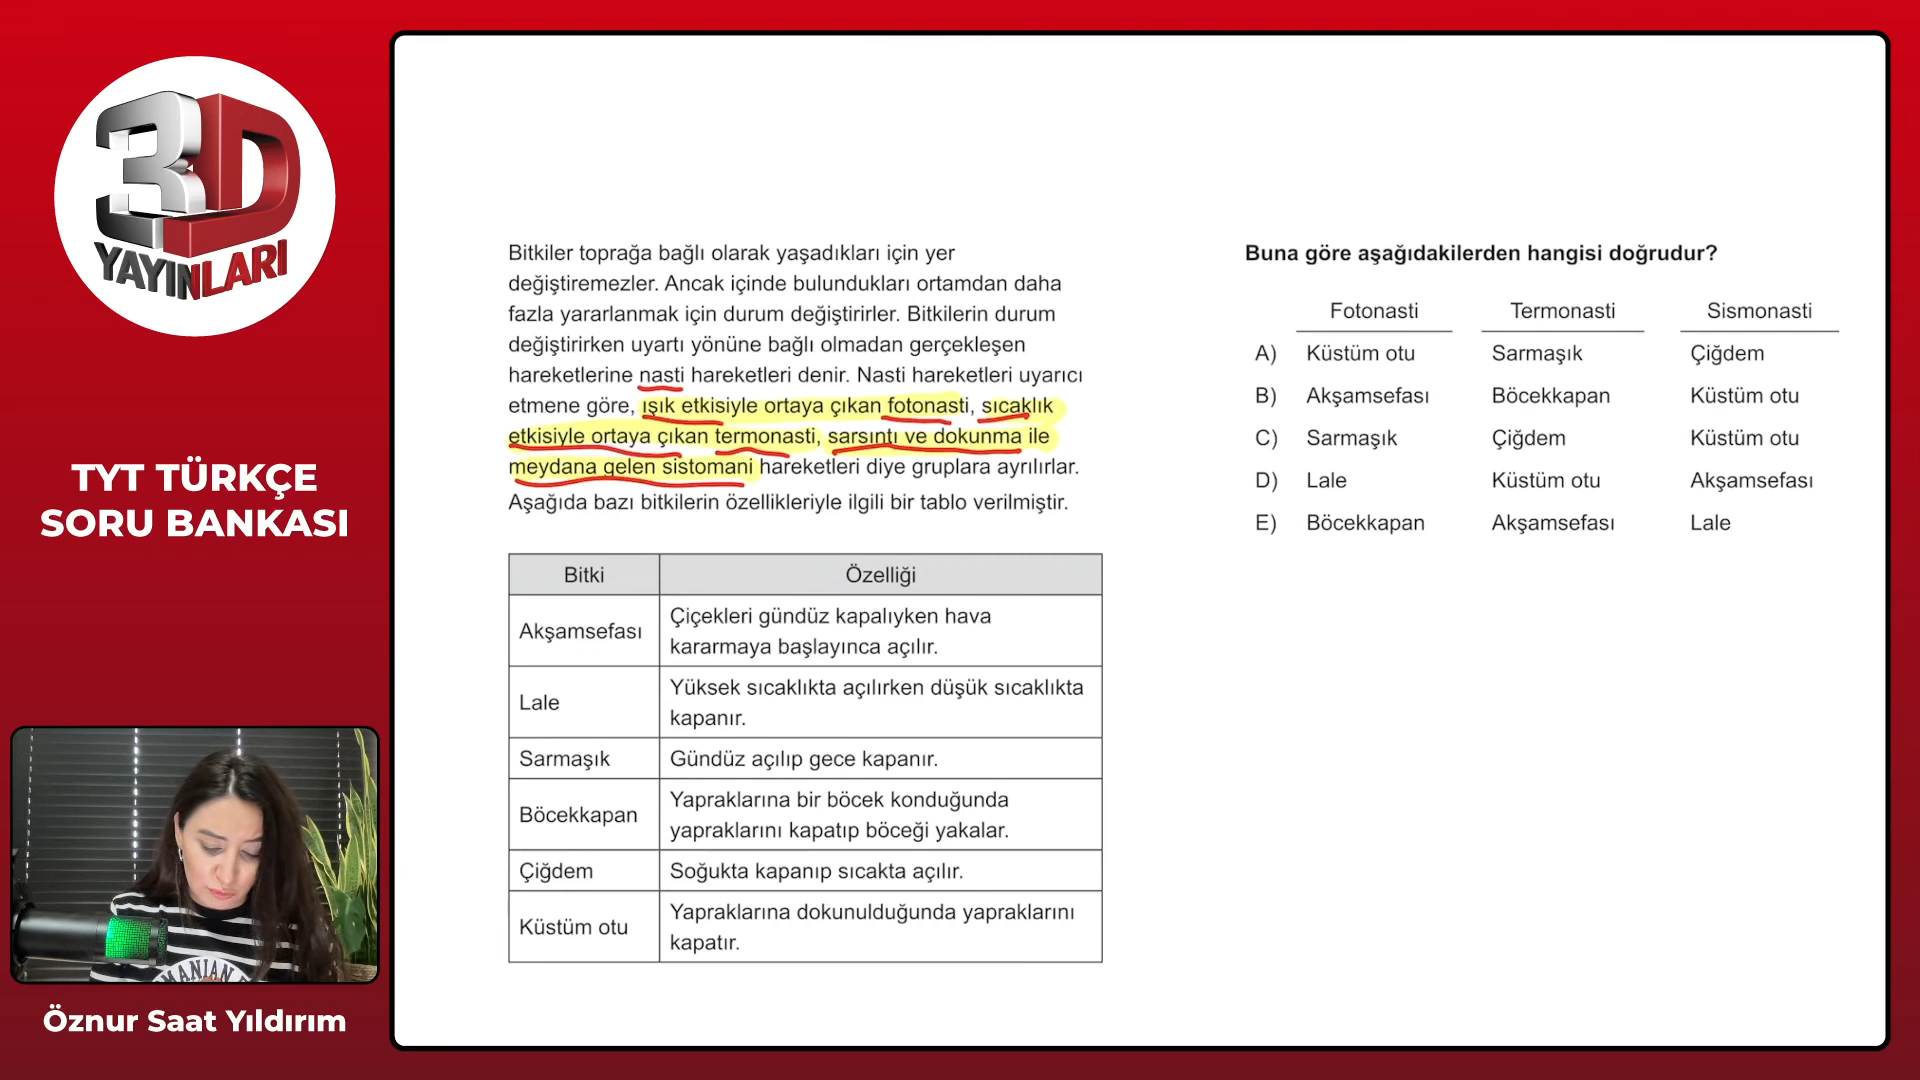 3D
YAYINLARI
TYT TÜRKÇE
SORU BANKASI
Öznur Saat Yıldırım
Bitkiler toprağa bağlı olarak yaşadıkları için yer
değiştiremezler. Ancak içinde bulundukları ortamdan daha
fazla yararlanmak için durum değiştirirler. Bitkilerin durum
değiştirirken uyartı yönüne bağlı olmadan gerçekleşen
hareketlerine nasti hareketleri denir. Nasti hareketleri uyarıcı
etmene göre, ışık etkisiyle ortaya çıkan fotonasti, sıcaklık
etkisiyle ortaya çıkan termonasti, sarsıntı ve dokunma ile
meydana gelen sistomani hareketleri diye gruplara ayrılırlar.
Aşağıda bazı bitkilerin özellikleriyle ilgili bir tablo verilmiştir.
Bitki Özelliği
Akşamsefası Çiçekleri gündüz kapalıyken hava
kararmaya başlayınca açılır.
Lale Yüksek sıcaklıkta açılırken düşük sıcaklıkta
kapanır.
Sarmaşık Gündüz açılıp gece kapanır.
Böcekkapan Yapraklarına bir böcek konduğunda
yapraklarını kapatıp böceği yakalar.
Çiğdem Soğukta kapanıp sıcakta açılır.
Küstüm otu Yapraklarına dokunulduğunda yapraklarını
kapatır.
Buna göre aşağıdakilerden hangisi doğrudur?
Fotonasti Termonasti Sismonasti
A) Küstüm otu Sarmaşık Çiğdem
B) Akşamsefası Böcekkapan Küstüm otu
C) Sarmaşık Çiğdem Küstüm otu
D) Lale Küstüm otu Akşamsefası
E) Böcekkapan Akşamsefası Lale